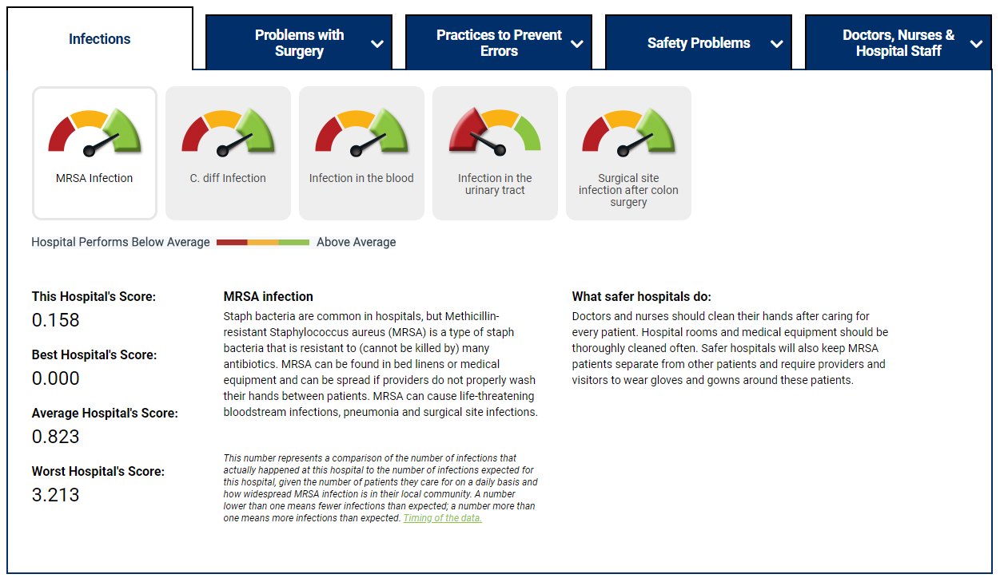 Infections
Problems with
Surgery
Practices to Prevent
Errors
Safety Problems
Doctors, Nurses &
Hospital Staff
MRSA Infection
C. diff Infection
Infection in the blood
Infection in the
urinary tract
Surgical site
infection after colon
surgery
Hospital Performs Below Average
Above Average
This Hospital's Score:
0.158
Best Hospital's Score:
0.000
Average Hospital's Score:
0.823
Worst Hospital's Score:
3.213
MRSA infection
Staph bacteria are common in hospitals, but Methicillin-
resistant Staphylococcus aureus (MRSA) is a type of staph
bacteria that is resistant to (cannot be killed by) many
antibiotics. MRSA can be found in bed linens or medical
equipment and can be spread if providers do not properly wash
their hands between patients. MRSA can cause life-threatening
bloodstream infections, pneumonia and surgical site infections.
This number represents a comparison of the number of infections that
actually happened at this hospital to the number of infections expected for
this hospital, given the number of patients they care for on a daily basis and
how widespread MRSA infection is in their local community. A number
lower than one means fewer infections than expected; a number more than
one means more infections than expected. Timing of the data.
What safer hospitals do:
Doctors and nurses should clean their hands after caring for
every patient. Hospital rooms and medical equipment should be
thoroughly cleaned often. Safer hospitals will also keep MRSA
patients separate from other patients and require providers and
visitors to wear gloves and gowns around these patients.